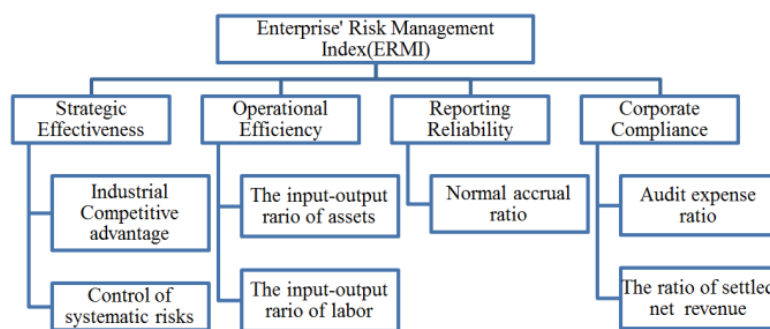 Enterprise' Risk Management
Index(ERMI)
Strategic
Effectiveness
Operational
Efficiency
Reporting
Reliability
Corporate
Compliance
Industrial
Competitive
advantage
The input-output
rario of assets
Normal accrual
ratio
Audit expense
ratio
Control of
systematic risks
The input-output
rario of labor
The ratio of settled
net revenue